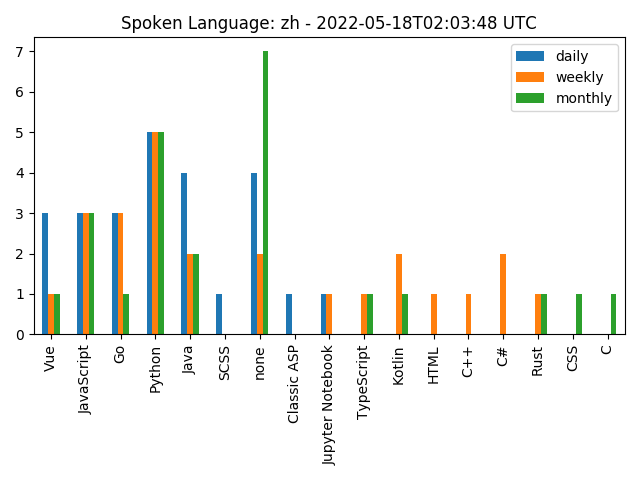 Spoken Language: zh - 2022-05-18T02:03:48 UTC
daily
weekly
monthly
7
6
5
4
3
2
1
0
Vue
JavaScript
Go
Python
Java
SCSS
none
Classic ASP
Jupyter Notebook
TypeScript
Kotlin
HTML
C++
C#
Rust
CSS
C